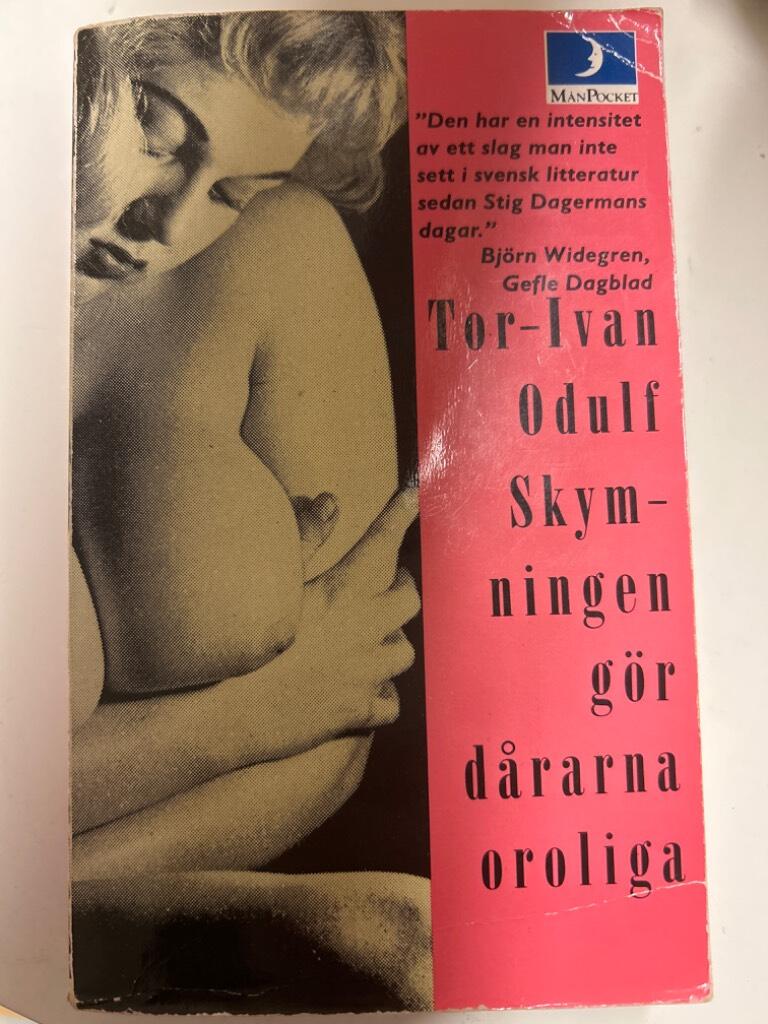 MånPocket
"Den har en intensitet
av ett slag man inte
sett i svensk litteratur
sedan Stig Dagermans
dagar."
Björn Widegren,
Gefle Dagblad
Tor-Ivan
Odulf
Skym-
ningen
gör
dårarna
oroliga